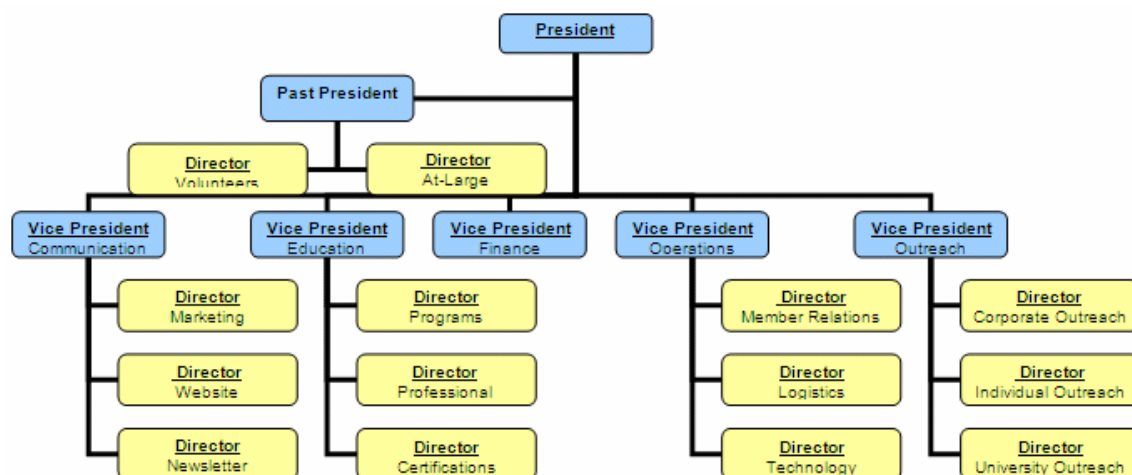 President
Past President
Director
Volunteers
Director
At-Large
Vice President
Communication
Vice President
Education
Vice President
Finance
Vice President
Operations
Vice President
Outreach
Director
Marketing
Director
Programs
Director
Member Relations
Director
Corporate Outreach
Director
Website
Director
Professional
Director
Logistics
Director
Individual Outreach
Director
Newsletter
Director
Certifications
Director
Technology
Director
University Outreach